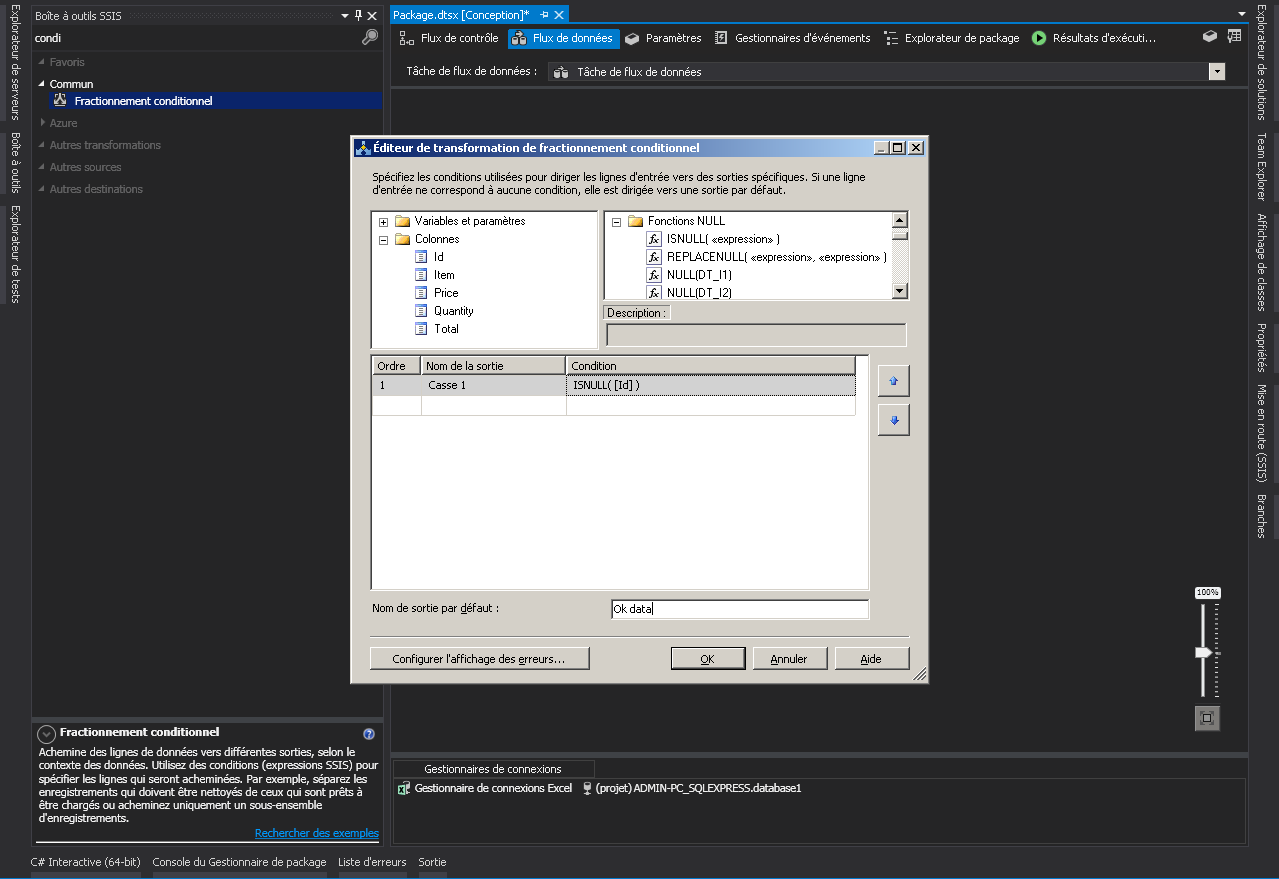 Explorateur de serveurs
Boîte à outils
Explorateur de tests
Boîte à outils SSIS
condi
Favoris
Commun
Fractionnement conditionnel
Azure
Autres transformations
Autres sources
Autres destinations
Fractionnement conditionnel
Achemine des lignes de données vers différentes sorties, selon le
contexte des données. Utilisez des conditions (expressions SSIS) pour
spécifier les lignes qui seront acheminées. Par exemple, séparez les
enregistrements qui doivent être nettoyés de ceux qui sont prêts à
être chargés ou acheminez uniquement un sous-ensemble
d'enregistrements.
Rechercher des exemples
Package.dtsx [Conception]*
Flux de contrôle
Flux de données
Paramètres
Gestionnaires d'événements
Explorateur de package
Résultats d'exécuti...
Tâche de flux de données :
Tâche de flux de données
Éditeur de transformation de fractionnement conditionnel
Spécifiez les conditions utilisées pour diriger les lignes d'entrée vers des sorties spécifiques. Si une ligne
d'entrée ne correspond à aucune condition, elle est dirigée vers une sortie par défaut.
Variables et paramètres
Colonnes
Id
Item
Price
Quantity
Total
Fonctions NULL
ISNULL( «expression» )
REPLACENULL( «expression», «expression» )
NULL(DT_I1)
NULL(DT_I2)
Description :
Ordre
Nom de la sortie
Condition
1
Casse 1
ISNULL( [Id] )
Nom de sortie par défaut :
Ok data
Configurer l'affichage des erreurs...
OK
Annuler
Aide
100%
Gestionnaires de connexions
Gestionnaire de connexions Excel
(projet) ADMIN-PC_SQLEXPRESS.database1
Explorateur de solutions
Team Explorer
Affichage de classes
Propriétés
Mise en route (SSIS)
Branches
C# Interactive (64-bit)
Console du Gestionnaire de package
Liste d'erreurs
Sortie